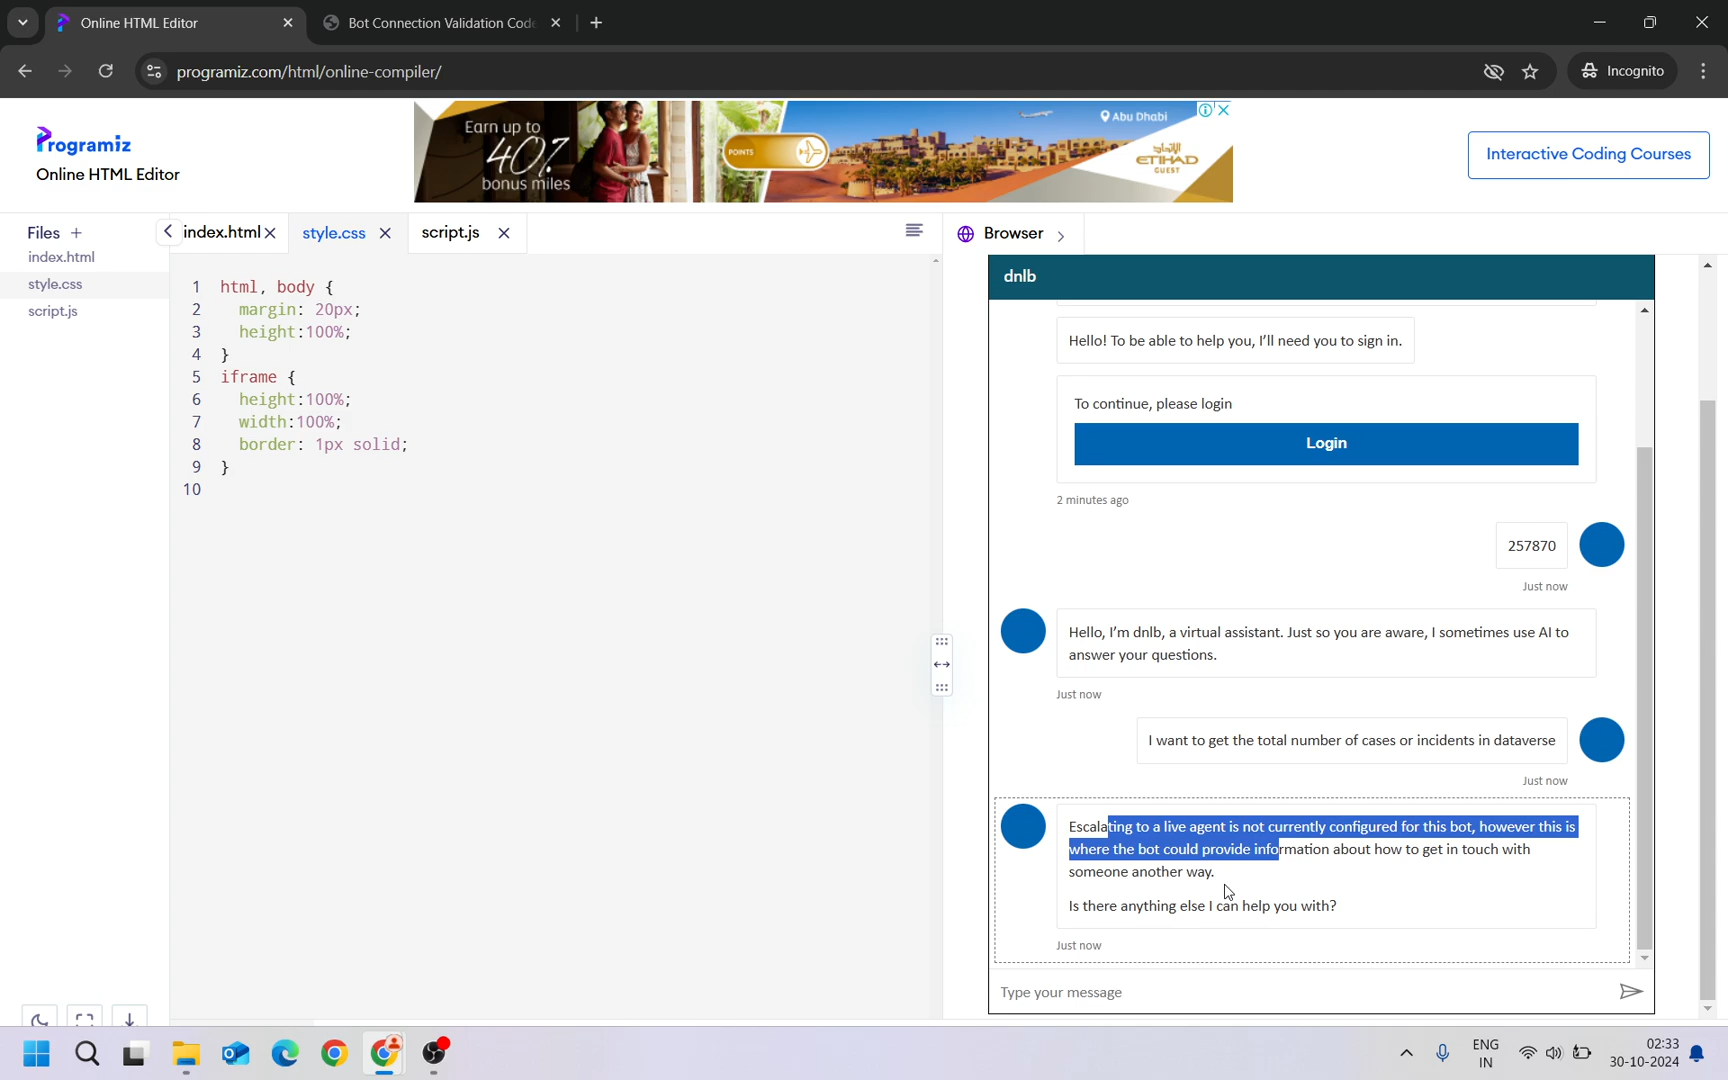 Online HTML Editor
Bot Connection Validation Code
programiz.com/html/online-compiler/
Incognito
Earn up to
40%
bonus miles
POINTS
Abu Dhabi
الإتحاد
ETIHAD
GUEST
Programiz
Online HTML Editor
Interactive Coding Courses
Files +
index.html
style.css
script.js
index.html
style.css
script.js
Browser
1 html, body {
2 margin: 20px;
3 height:100%;
4 }
5 iframe {
6 height:100%;
7 width:100%;
8 border: 1px solid;
9 }
10
dnlb
Hello! To be able to help you, I'll need you to sign in.
To continue, please login
Login
2 minutes ago
257870
Just now
Hello, I'm dnlb, a virtual assistant. Just so you are aware, I sometimes use AI to
answer your questions.
Just now
I want to get the total number of cases or incidents in dataverse
Just now
Escalating to a live agent is not currently configured for this bot, however this is
where the bot could provide information about how to get in touch with
someone another way.
Is there anything else I can help you with?
Just now
Type your message
ENG
IN
02:33
30-10-2024